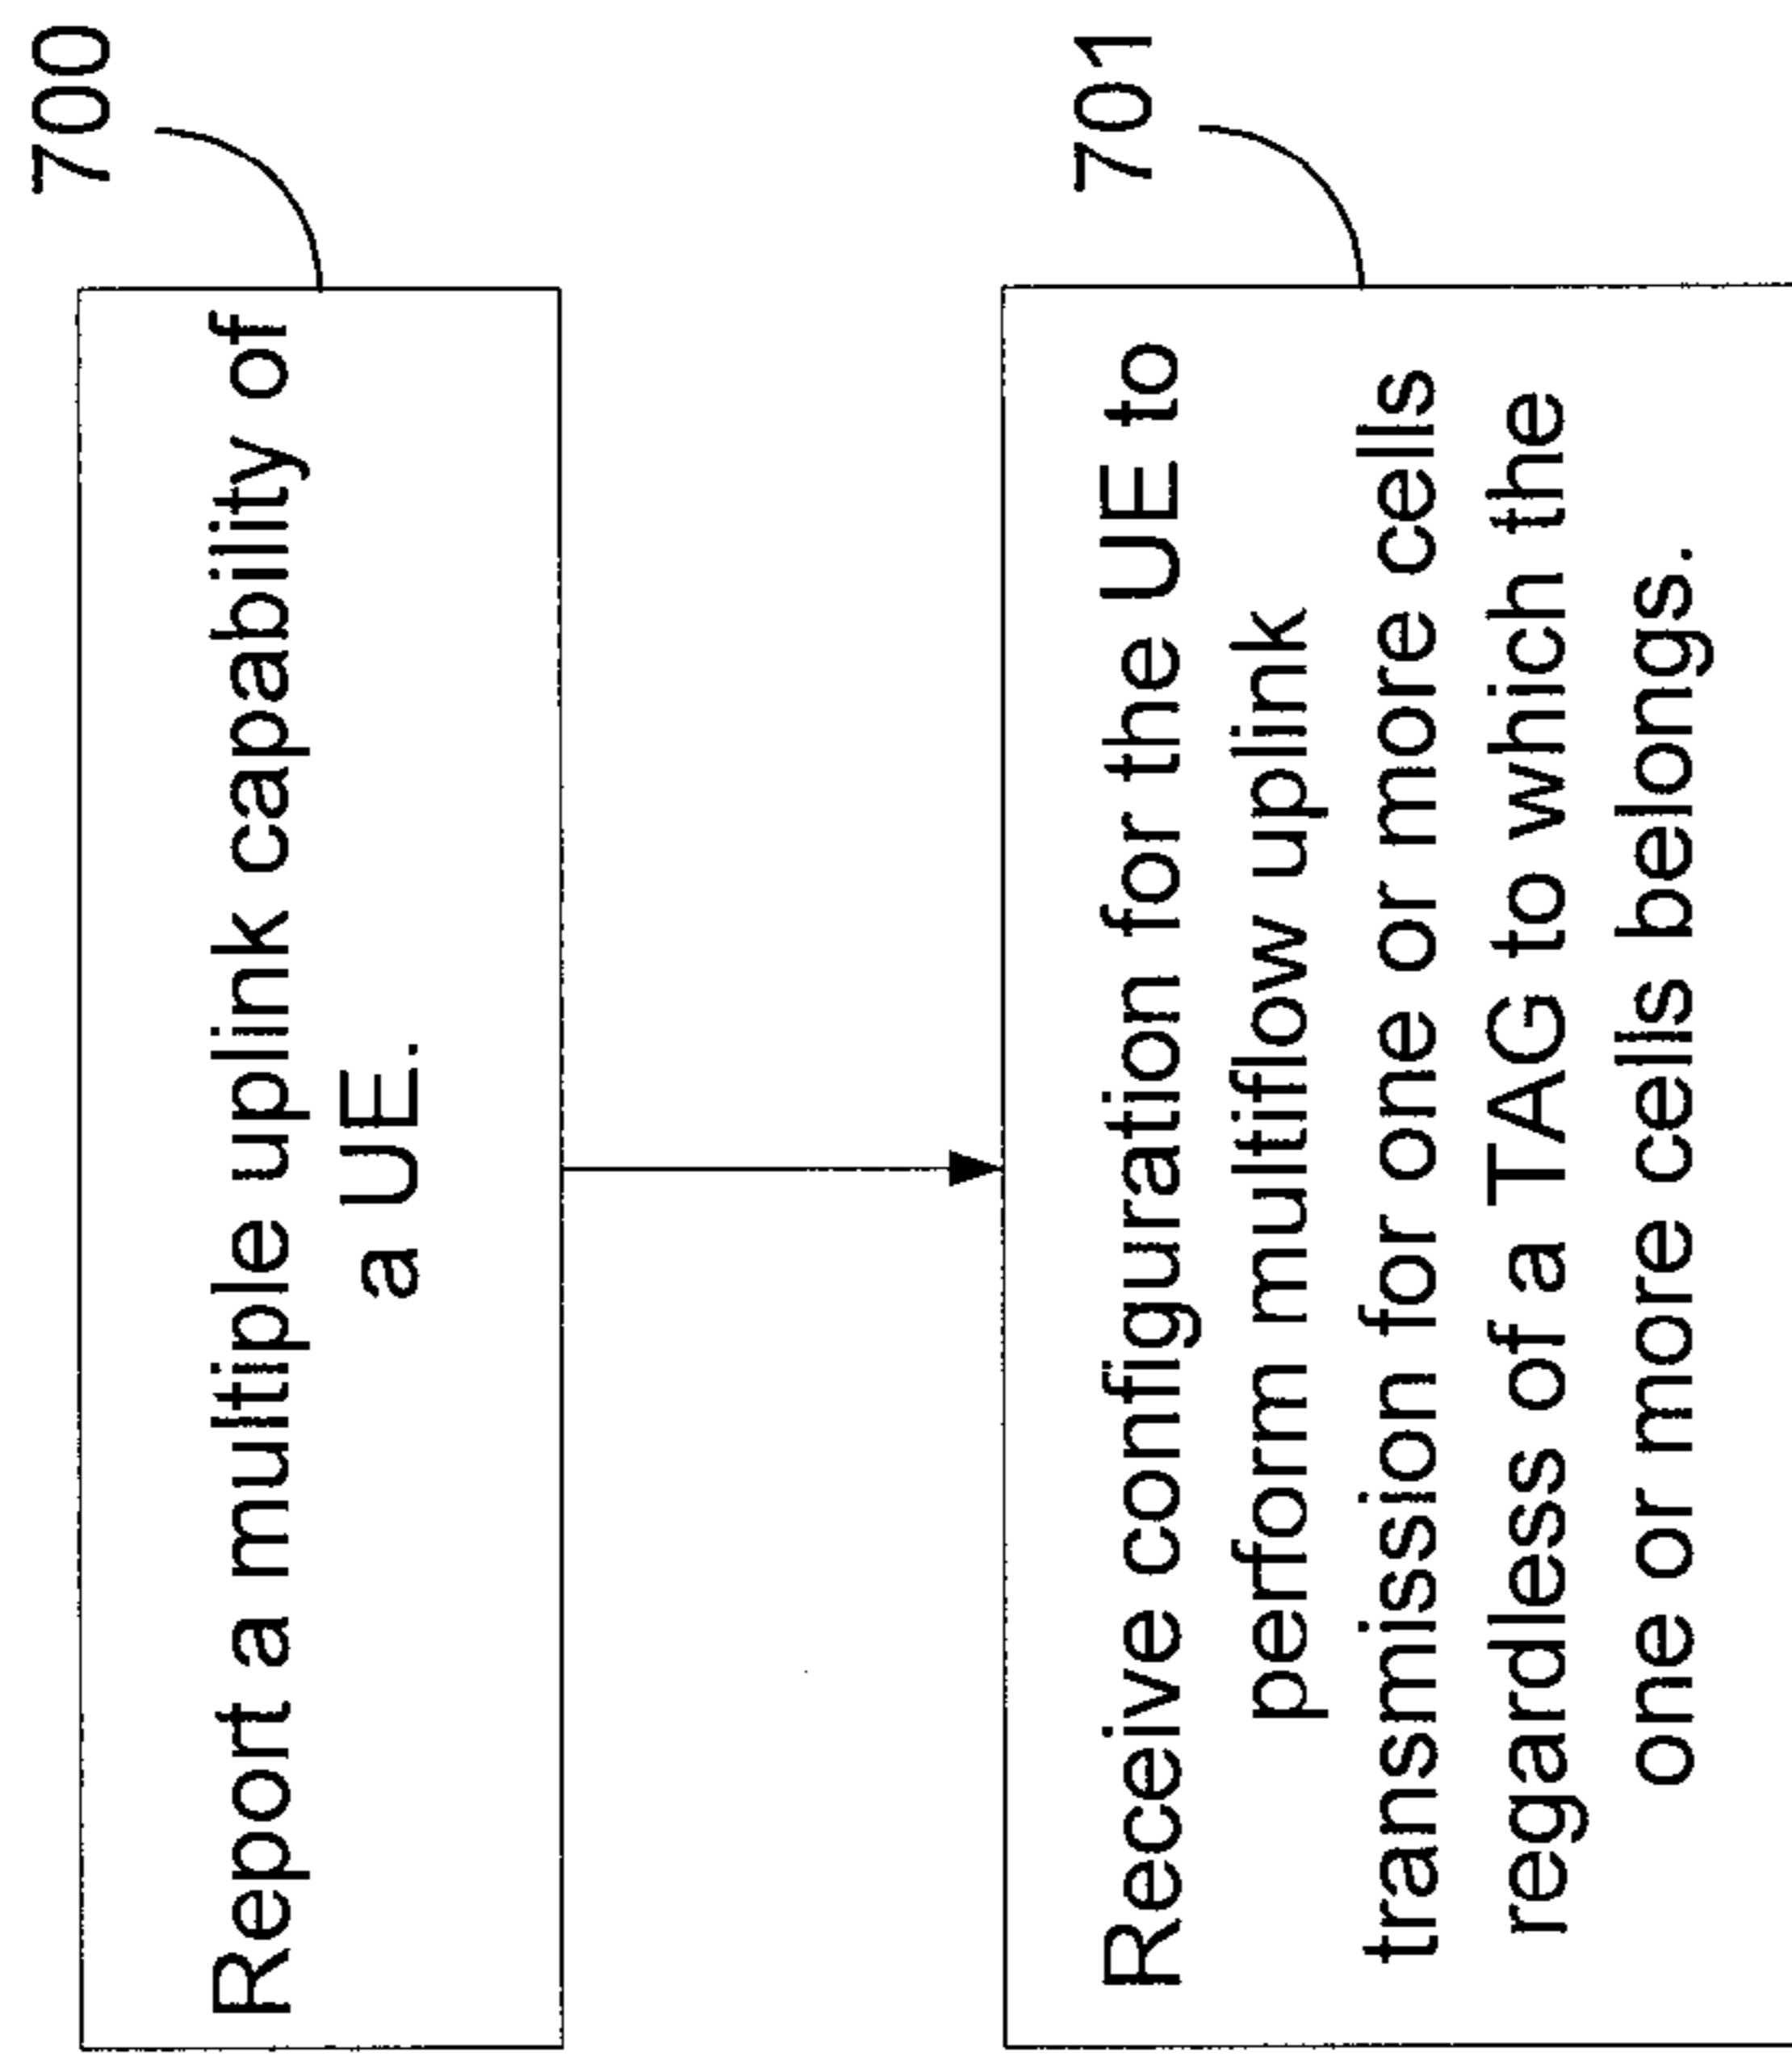 700
Report a multiple uplink capability of
a UE.
701
Receive configuration for the UE to
perform multiflow uplink
transmission for one or more cells
regardless of a TAG to which the
one or more cells belongs.